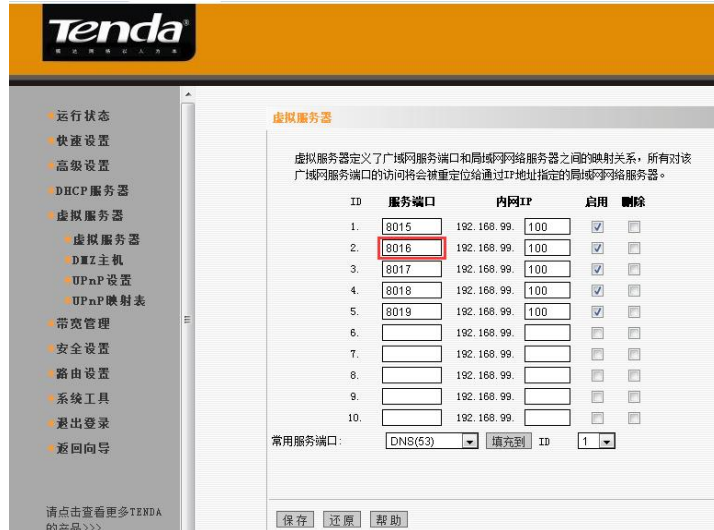 Tenda®
运行状态
快速设置
高级设置
DHCP服务器
虚拟服务器
虚拟服务器
DMZ主机
UPnP设置
UPnP映射表
带宽管理
安全设置
路由设置
系统工具
退出登录
返回向导
请点击查看更多TENDA
的产品>>>
虚拟服务器
虚拟服务器定义了广域网服务端口和局域网网络服务器之间的映射关系，所有对该
广域网服务端口的访问将会被重定位给通过IP地址指定的局域网网络服务器。
ID 服务端口 内网IP 启用 删除
1. 8015 192.168.99. 100
2. 8016 192.168.99. 100
3. 8017 192.168.99. 100
4. 8018 192.168.99. 100
5. 8019 192.168.99. 100
6. 192.168.99.
7. 192.168.99.
8. 192.168.99.
9. 192.168.99.
10. 192.168.99.
常用服务端口: DNS(53) 填充到 ID 1
保存 还原 帮助